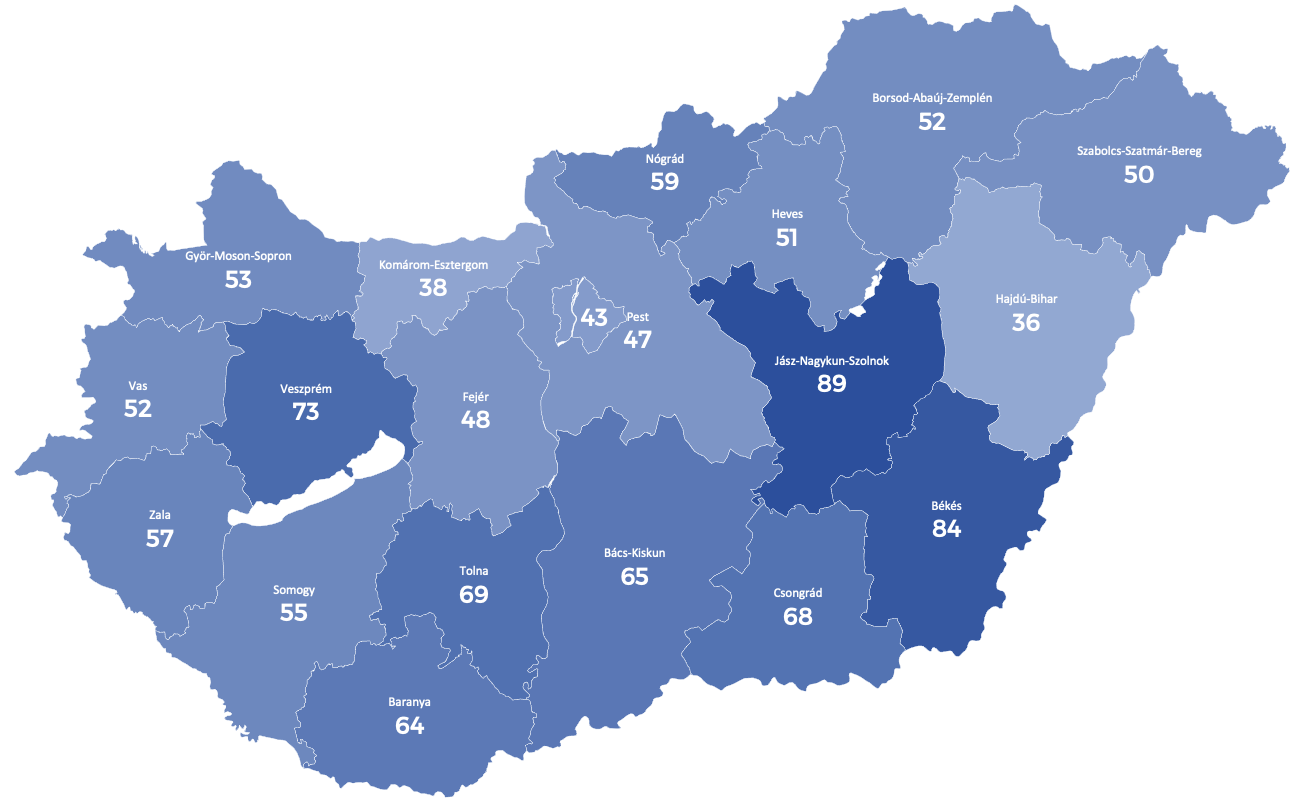 Borsod-Abaúj-Zemplén
52
Szabolcs-Szatmár-Bereg
50
Nógrád
59
Heves
51
Györ-Moson-Sopron
53
Komárom-Esztergom
38
Hajdú-Bihar
36
43
Pest
47
Jász-Nagykun-Szolnok
89
Vas
52
Veszprém
73
Fejér
48
Zala
57
Békés
84
Bács-Kiskun
65
Tolna
69
Somogy
55
Csongrád
68
Baranya
64